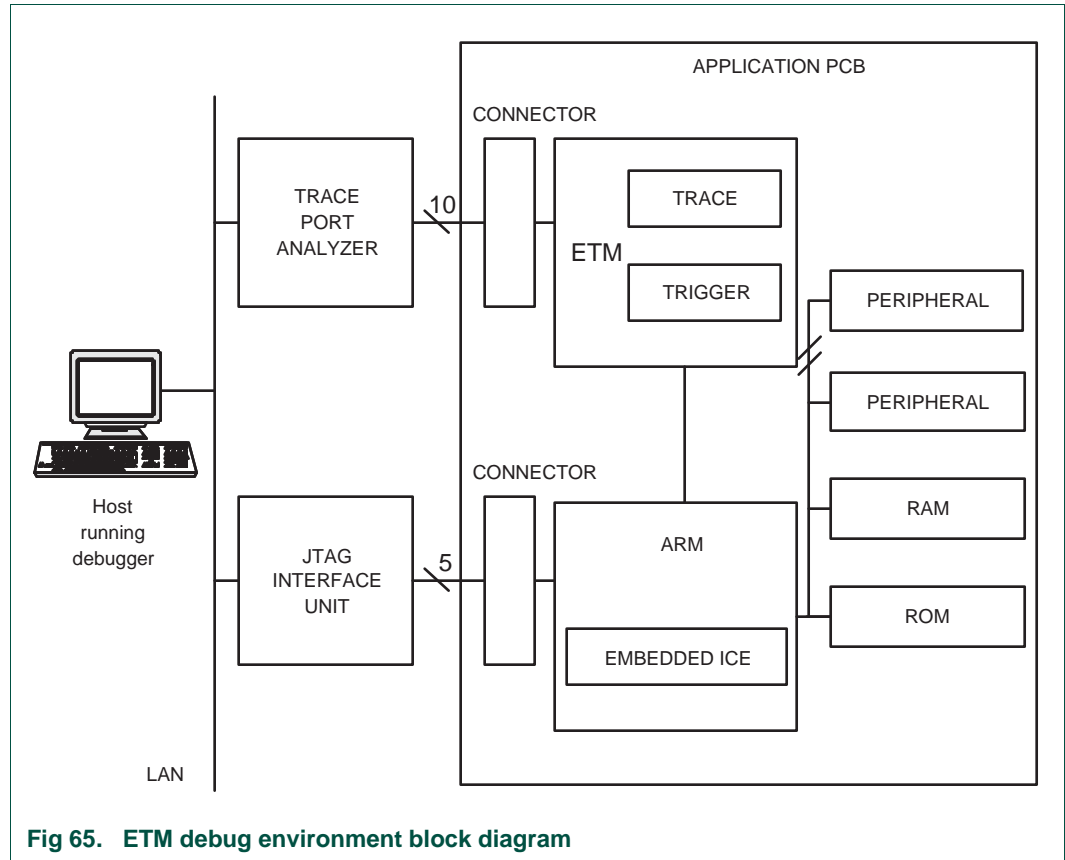 APPLICATION PCB
CONNECTOR
TRACE
PORT
ANALYZER
10
ETM
TRACE
TRIGGER
PERIPHERAL
PERIPHERAL
Host
running
debugger
CONNECTOR
JTAG
INTERFACE
UNIT
5
ARM
EMBEDDED ICE
RAM
ROM
LAN
Fig 65. ETM debug environment block diagram